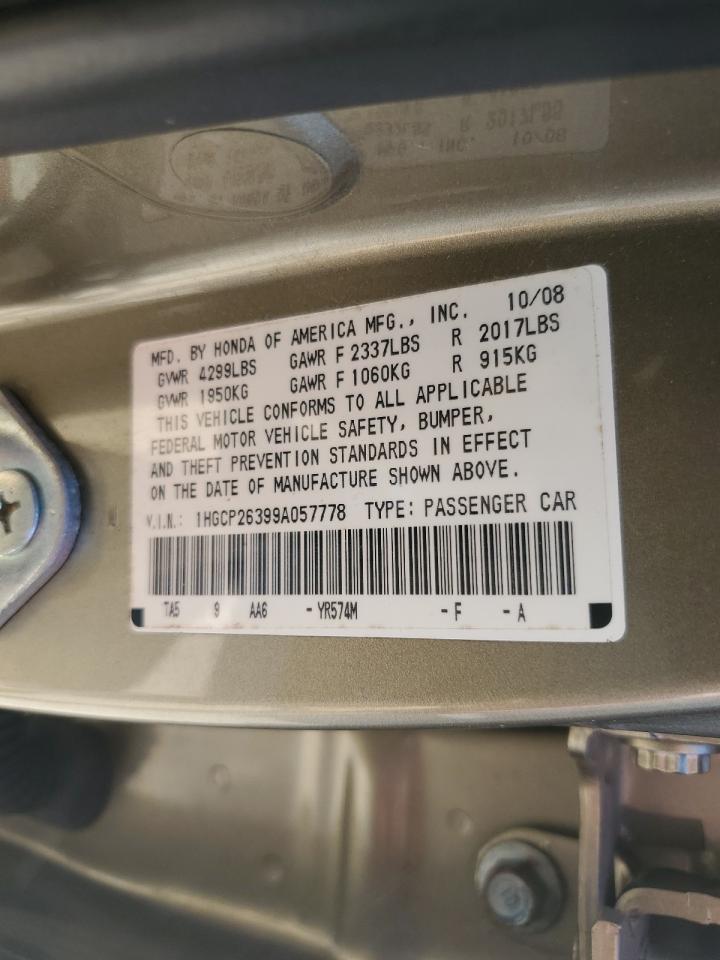 MFD. BY HONDA OF AMERICA MFG., INC. 10/08
GVWR 4299LBS GAWR F 2337LBS R 2017LBS
GVWR 1950KG GAWR F 1060KG R 915KG
THIS VEHICLE CONFORMS TO ALL APPLICABLE
FEDERAL MOTOR VEHICLE SAFETY, BUMPER,
AND THEFT PREVENTION STANDARDS IN EFFECT
ON THE DATE OF MANUFACTURE SHOWN ABOVE.
V.I.N.: 1HGCP26399A057778 TYPE: PASSENGER CAR
TA5 9 AA6 -YR574M -F -A